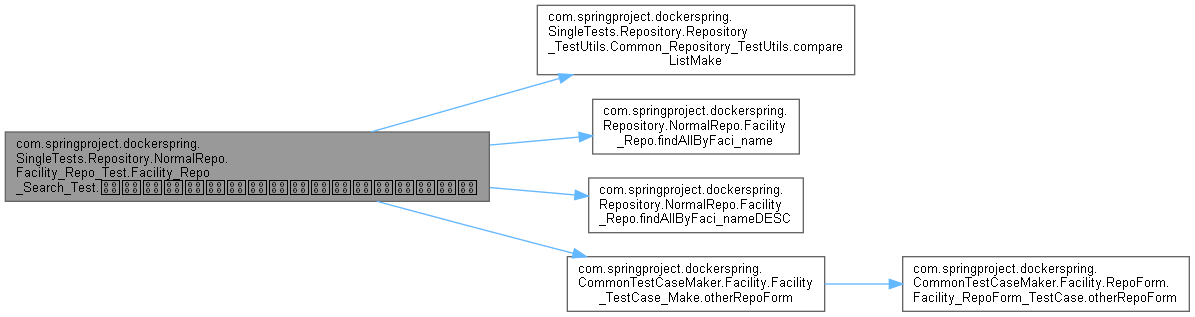 com.springproject.dockerspring.
SingleTests.Repository.Repository
_TestUtils.Common_Repository_TestUtils.compare
ListMake
com.springproject.dockerspring.
Repository.NormalRepo.Facility
_Repo.findAllByFaci_name
com.springproject.dockerspring.
SingleTests.Repository.NormalRepo.
Facility_Repo_Test.Facility_Repo
_Search_Test.
com.springproject.dockerspring.
Repository.NormalRepo.Facility
_Repo.findAllByFaci_nameDESC
com.springproject.dockerspring.
CommonTestCaseMaker.Facility.Facility
_TestCase_Make.otherRepoForm
com.springproject.dockerspring.
CommonTestCaseMaker.Facility.RepoForm.
Facility_RepoForm_TestCase.otherRepoForm